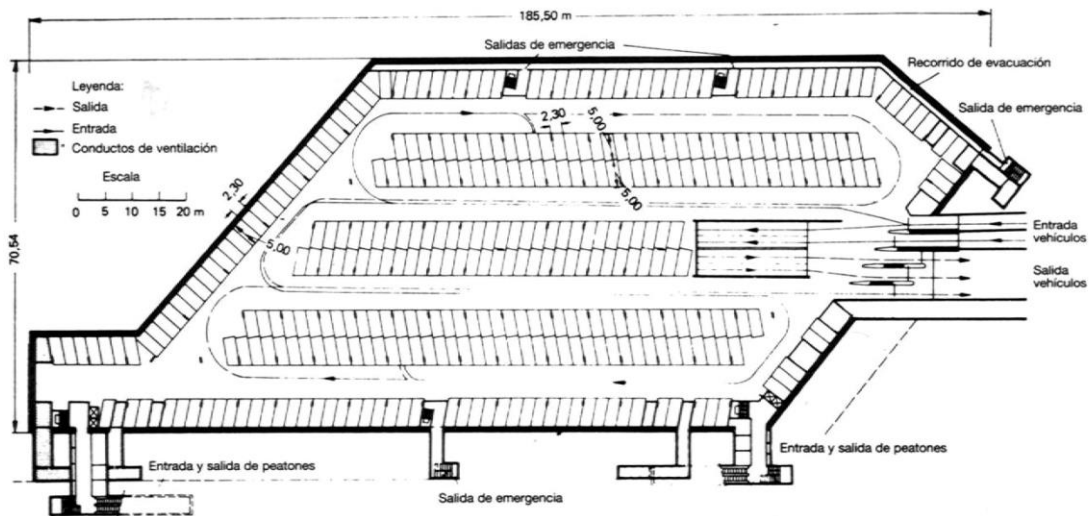 185,50 m
Salidas de emergencia
Recorrido de evacuación
Leyenda:
Salida
Salida de emergencia
Entrada
Conductos de ventilación
2,30
5,00
Escala
0 5 10 15 20 m
2,30
5,00
5,00
70,54
Entrada
vehículos
Salida
vehículos
Entrada y salida de peatones
Entrada y salida de peatones
Salida de emergencia